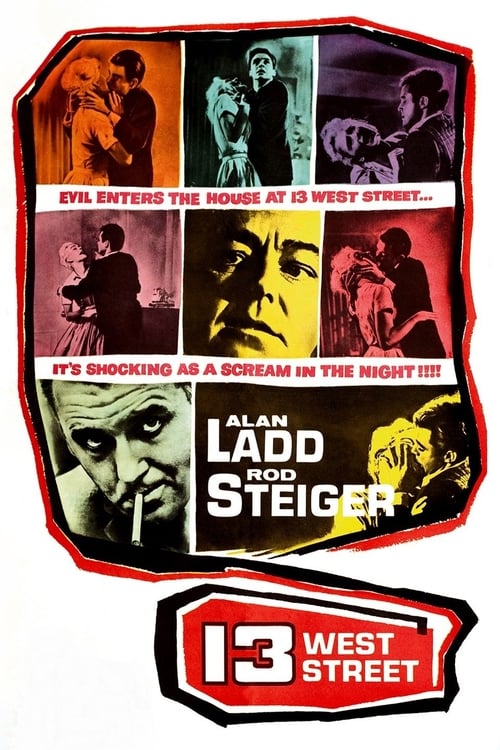 EVIL ENTERS THE HOUSE AT 13 WEST STREET...
IT'S SHOCKING AS A SCREAM IN THE NIGHT!!!!
ALAN
LADD
ROD
STEIGER
13 WEST
STREET